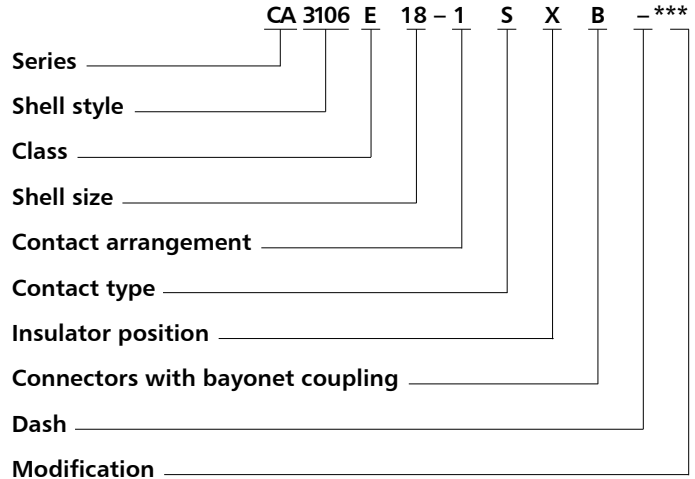 CA 3106 E 18 – 1 S X B – ***
Series
Shell style
Class
Shell size
Contact arrangement
Contact type
Insulator position
Connectors with bayonet coupling
Dash
Modification